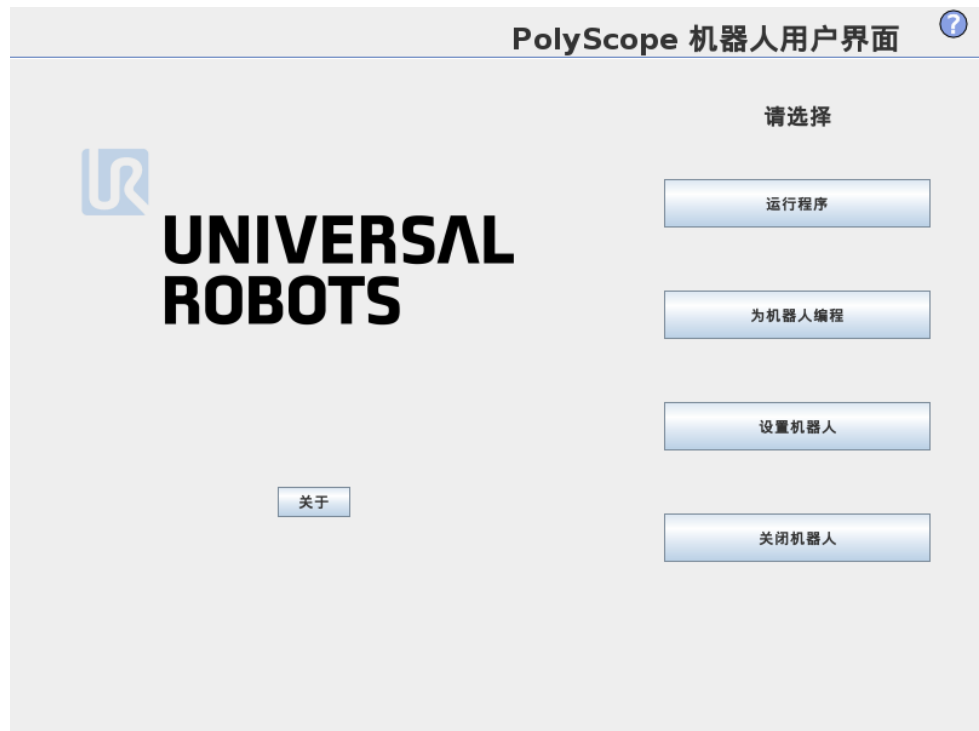 PolyScope 机器人用户界面
?
请选择
UR
UNIVERSAL
ROBOTS
运行程序
为机器人编程
设置机器人
关于
关闭机器人